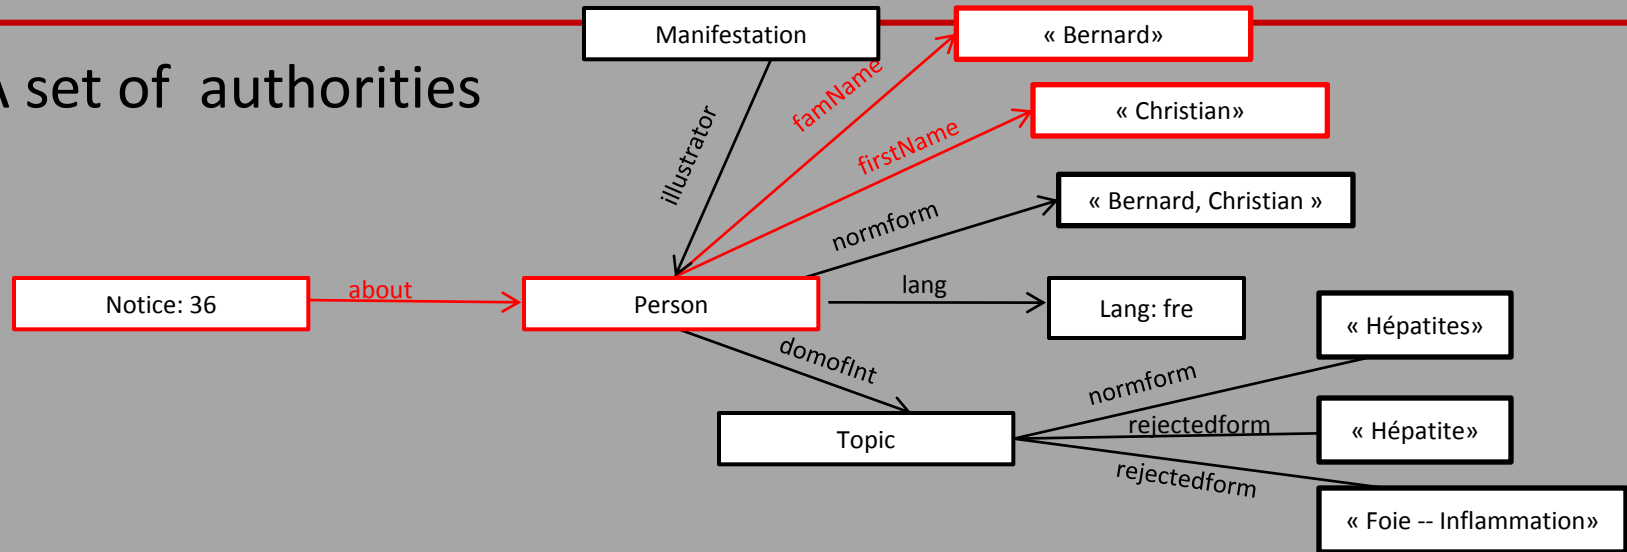 Manifestation
« Bernard»
A set of  authorities
famName
« Christian»
firstName
illustrator
« Bernard, Christian »
normform
Notice: 36
about
Person
lang
Lang: fre
« Hépatites»
domofInt
normform
Topic
rejectedform
« Hépatite»
rejectedform
« Foie -- Inflammation»